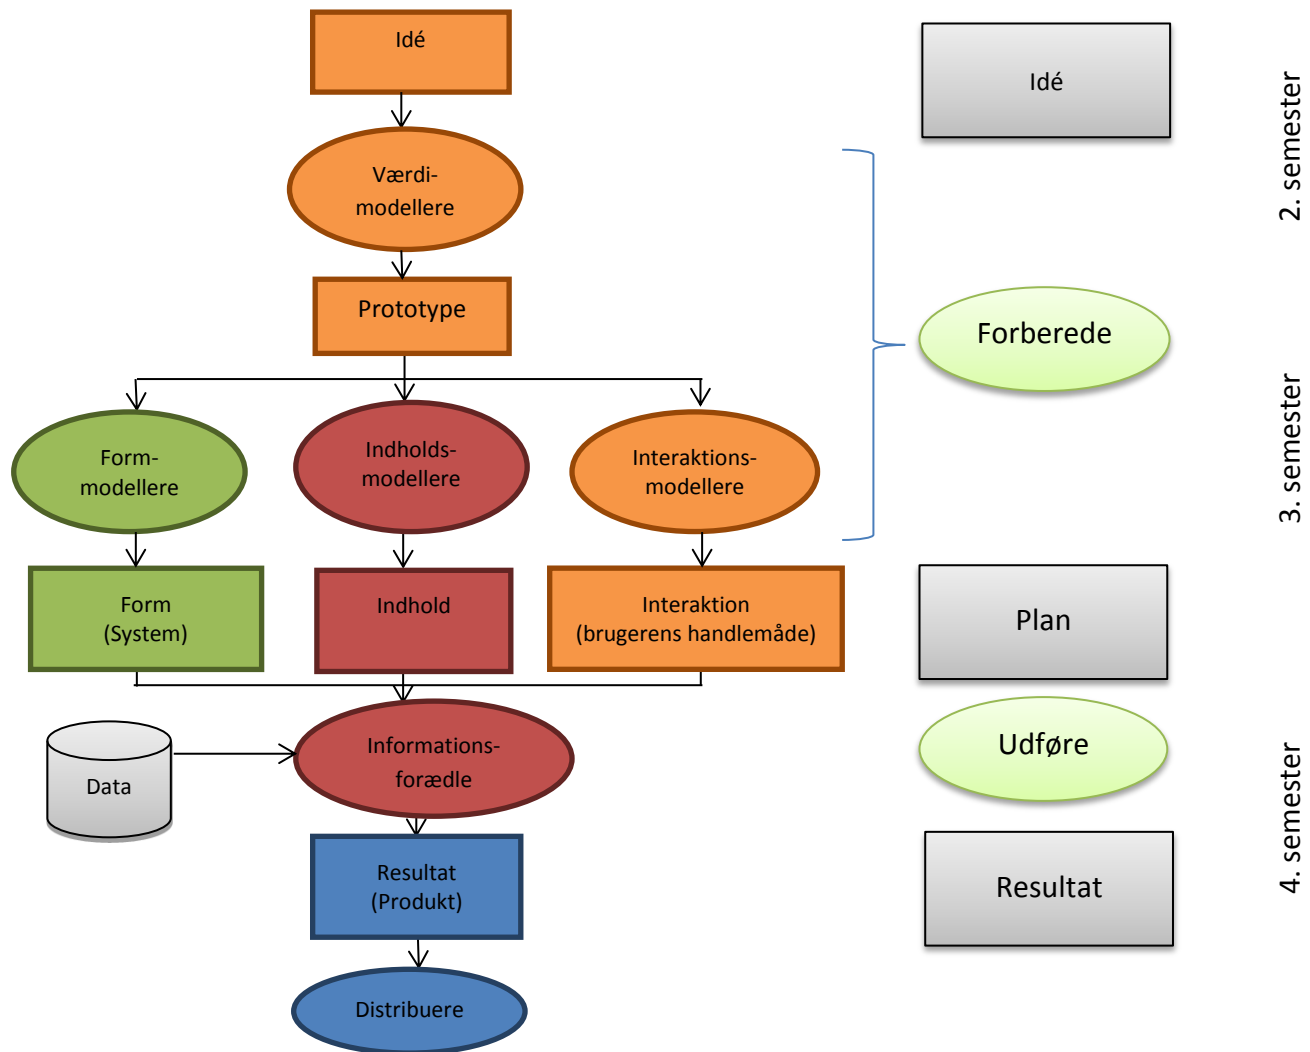 Idé
Værdi-
modellere
Prototype
Form-
modellere
Indholds-
modellere
Interaktions-
modellere
Form
(System)
Indhold
Interaktion
(brugerens handlemåde)
Data
Informations-
forædle
Resultat
(Produkt)
Distribuere
Idé
Forberede
Plan
Udføre
Resultat
2. semester
3. semester
4. semester